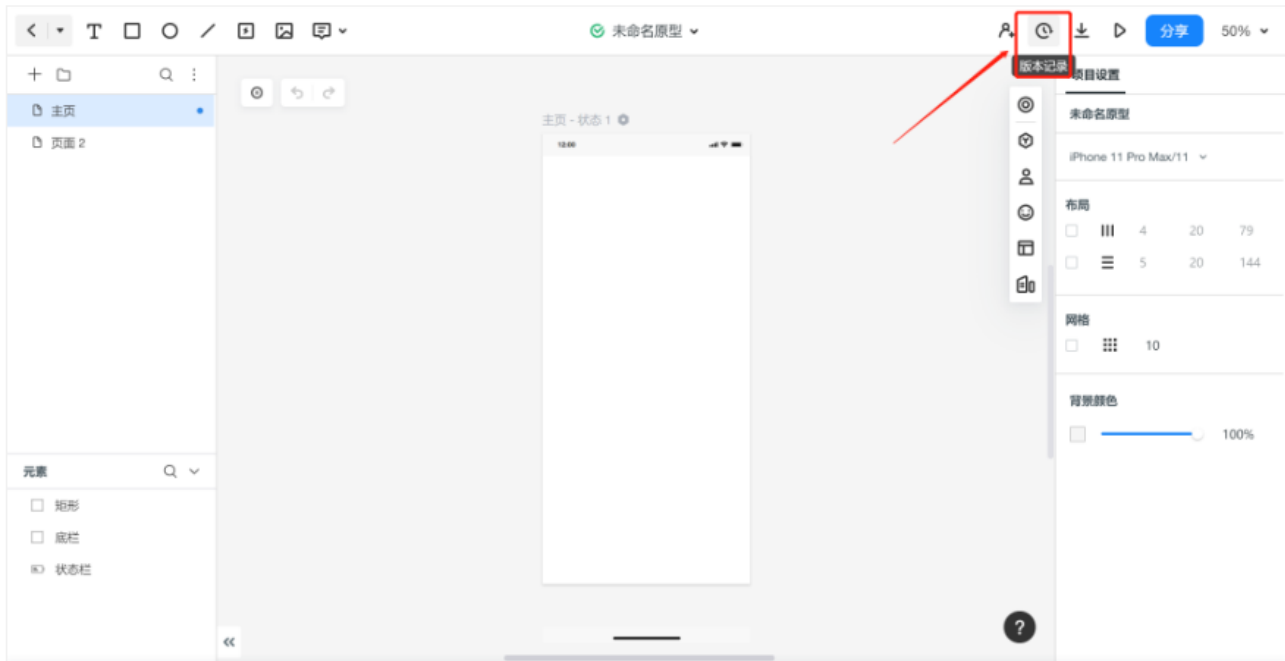 T
未命名原型
分享
50%
版本记录
项目设置
主页
页面 2
主页 - 状态 1
12:00
未命名原型
iPhone 11 Pro Max/11
布局
4 20 79
5 20 144
网格
10
背景颜色
100%
元素
矩形
底栏
状态栏
?